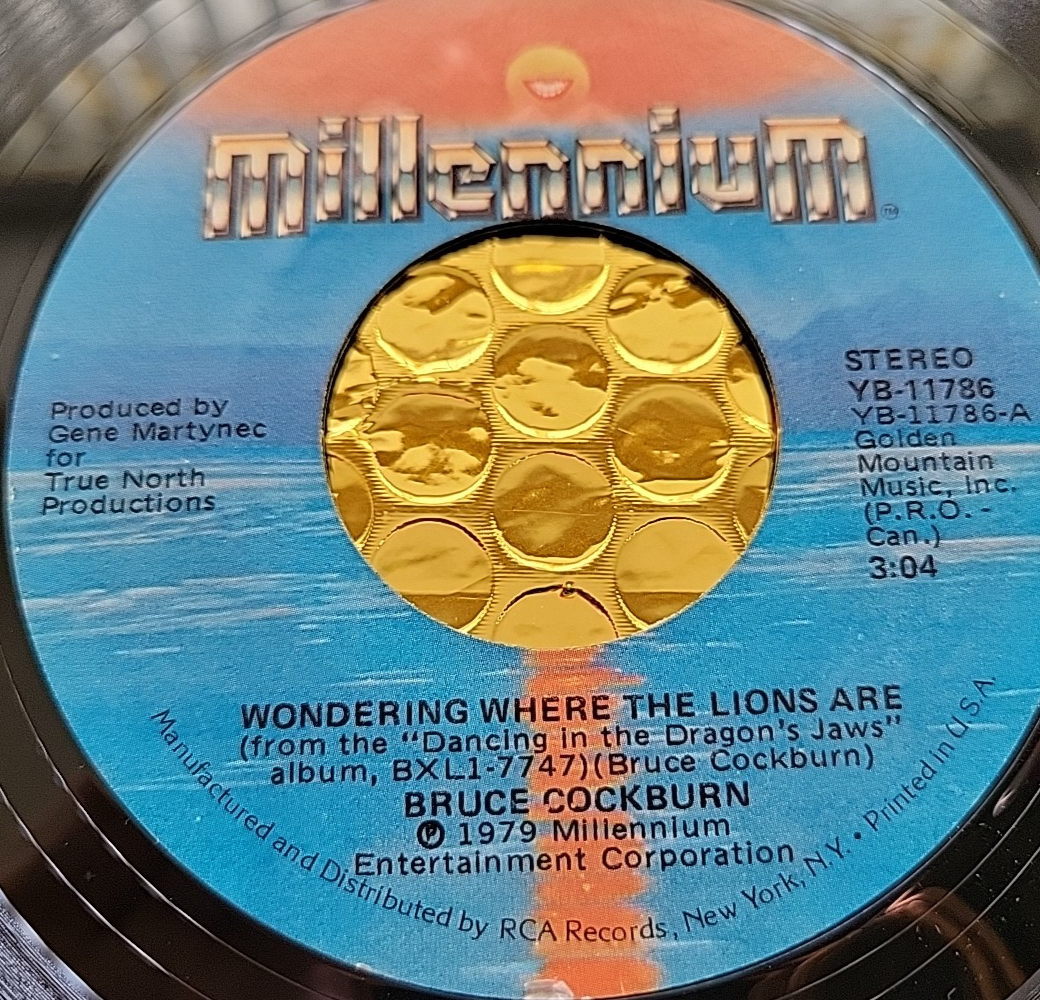 millennium
TM
Produced by
Gene Martynec
for
True North
Productions
STEREO
YB-11786
YB-11786-A
Golden
Mountain
Music, Inc.
(P.R.O. -
Can.)
3:04
WONDERING WHERE THE LIONS ARE
(from the “Dancing in the Dragon's Jaws”
album, BXL1-7747)(Bruce Cockburn)
BRUCE COCKBURN
℗ 1979 Millennium
Entertainment Corporation
Manufactured and Distributed by RCA Records, New York, N.Y. • Printed in U.S.A.